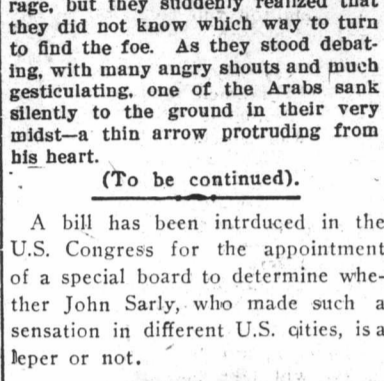 rage, but they suddenly realized that
they did not know which way to turn
to find the foe. As they stood debat-
ing, with many angry shouts and much
gesticulating, one of the Arabs sank
silently to the ground in their very
midst—a thin arrow protruding from
his heart.
(To be continued).
A bill has been intrduced in the
U.S. Congress for the appointment
of a special board to determine whe-
ther John Sarly, who made such a
sensation in different U.S. cities, is a
leper or not.